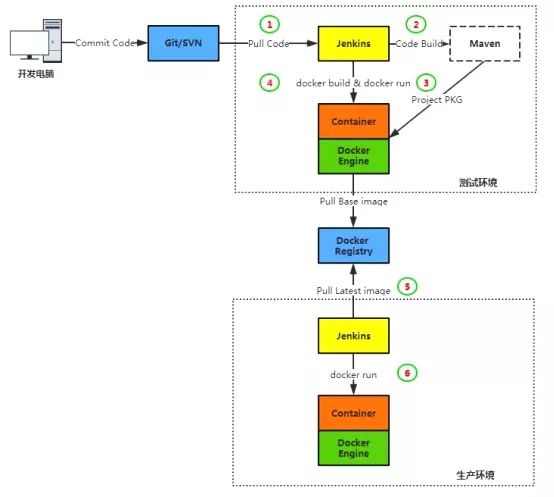 1
2
Commit Code
Git/SVN
Pull Code
Jenkins
Code Build
Maven
开发电脑
4
docker build & docker run
3
Project PKG
Container
Docker
Engine
测试环境
Pull Base image
Docker
Registry
Pull Latest image
5
Jenkins
docker run
6
Container
Docker
Engine
生产环境